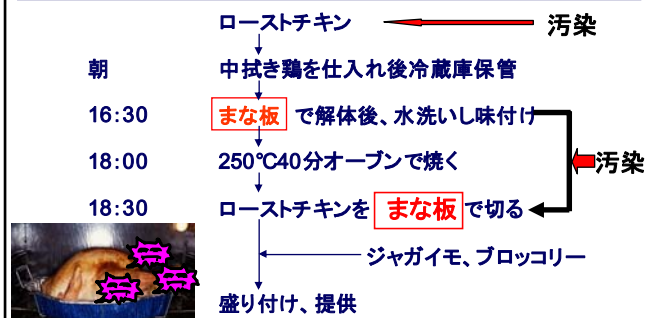 ローストチキン 汚染
朝 中拭き鶏を仕入れ後冷蔵庫保管
16:30 まな板 で解体後、水洗いし味付け
18:00 250℃40分オーブンで焼く 汚染
18:30 ローストチキンを まな板 で切る
ジャガイモ、ブロッコリー
盛り付け、提供